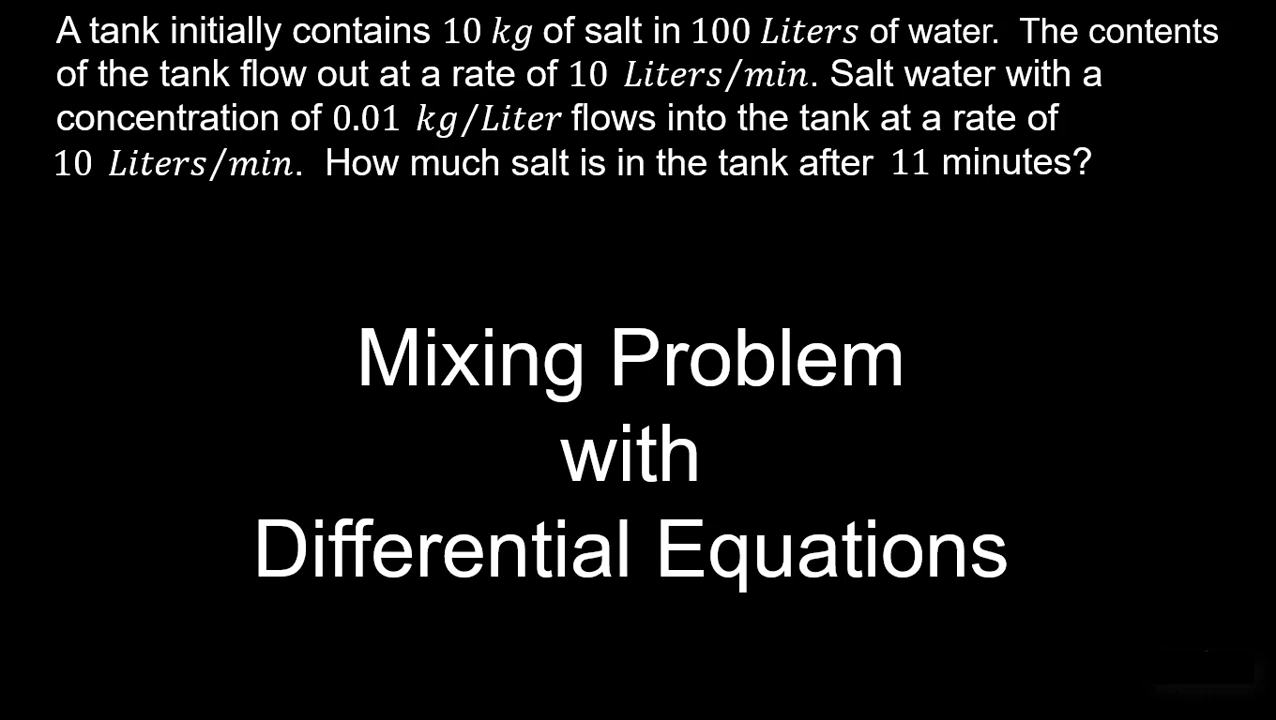 A tank initially contains 10 kg of salt in 100 Liters of water. The contents
of the tank flow out at a rate of 10 Liters/min. Salt water with a
concentration of 0.01 kg/Liter flows into the tank at a rate of
10 Liters/min. How much salt is in the tank after 11 minutes?
Mixing Problem
with
Differential Equations